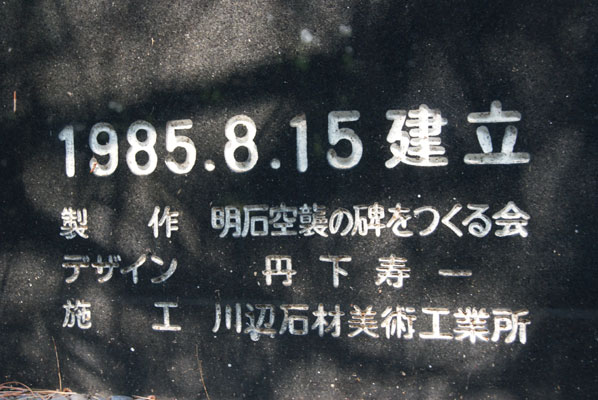 1985.8.15 建立
製 作 明石空襲の碑をつくる会
デザイン 丹下寿一
施 工 川辺石材美術工業所